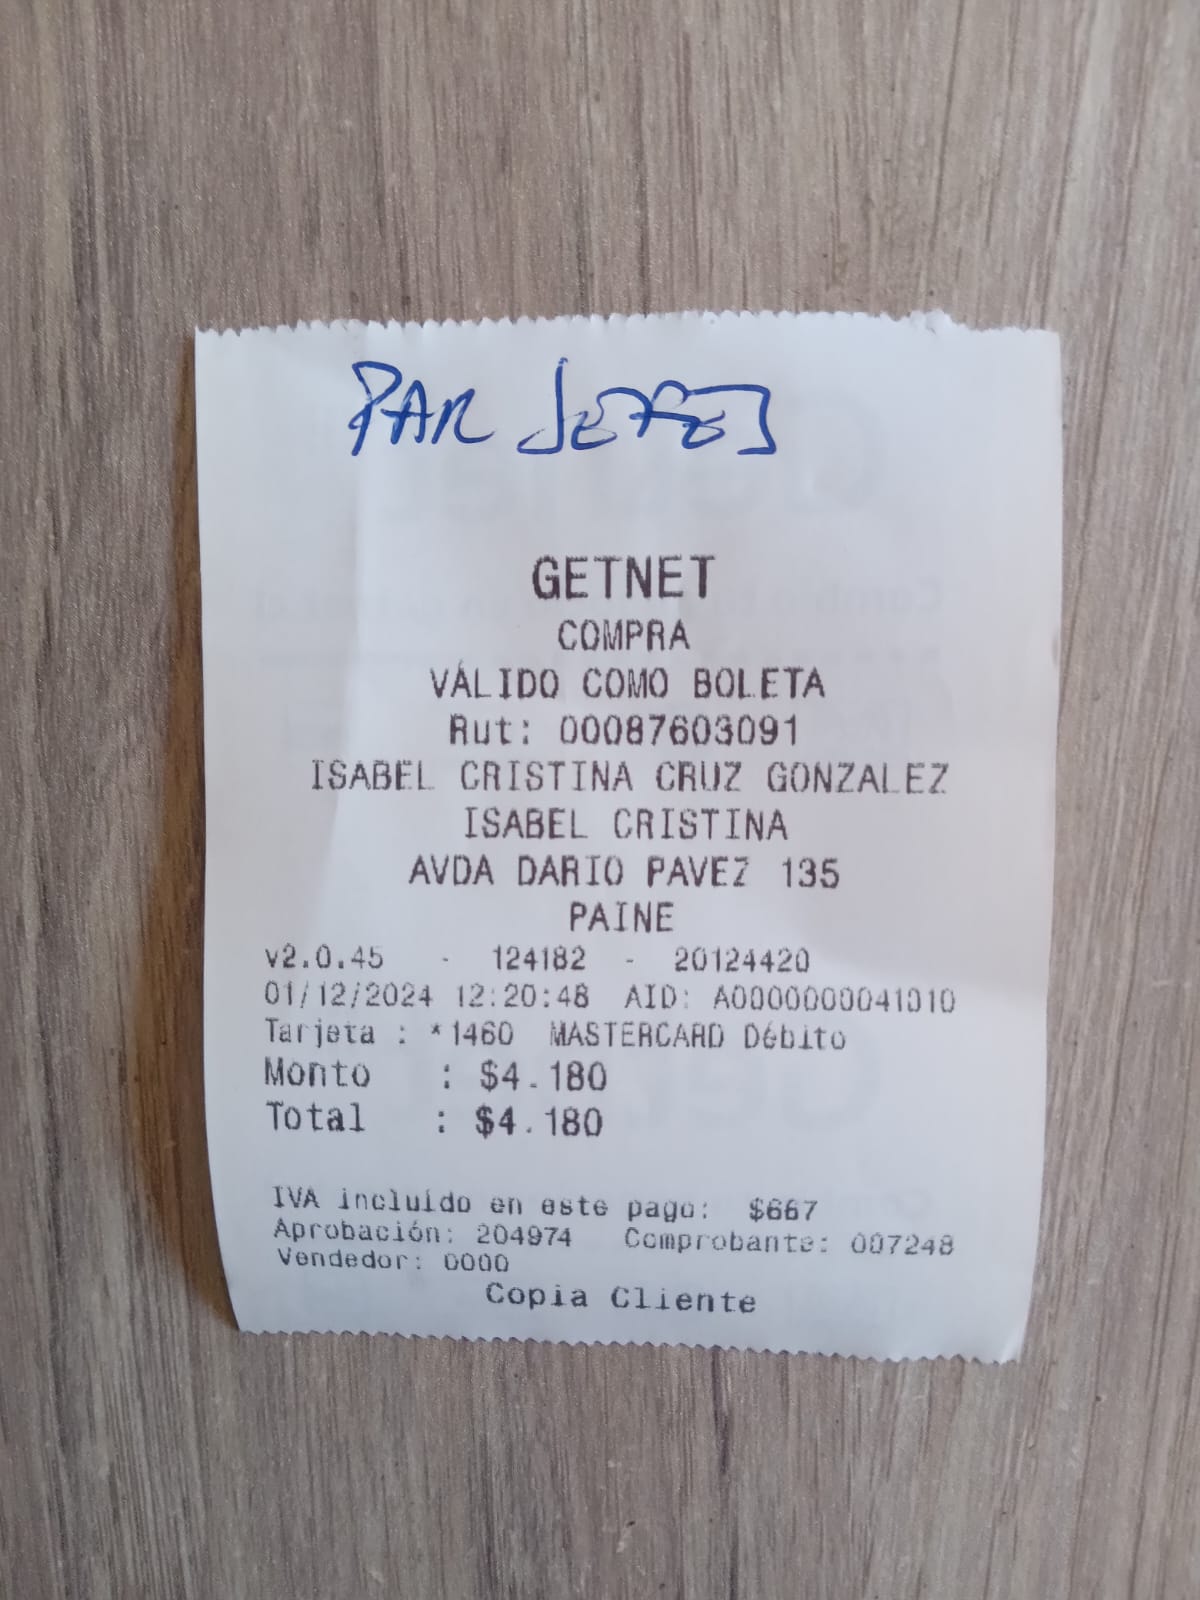 PAR
GETNET
COMPRA
VÁLIDO COMO BOLETA
Rut: 00087603091
ISABEL CRISTINA CRUZ GONZALEZ
ISABEL CRISTINA
AVDA DARIO PAVEZ 135
PAINE
v2.0.45 - 124182 - 20124420
01/12/2024 12:20:48 AID: A0000000041010
Tarjeta : *1460 MASTERCARD Débito
Monto : $4.180
Total : $4.180
IVA incluído en este pago: $667
Aprobación: 204974 Comprobante: 007248
Vendedor: 0000
Copia Cliente